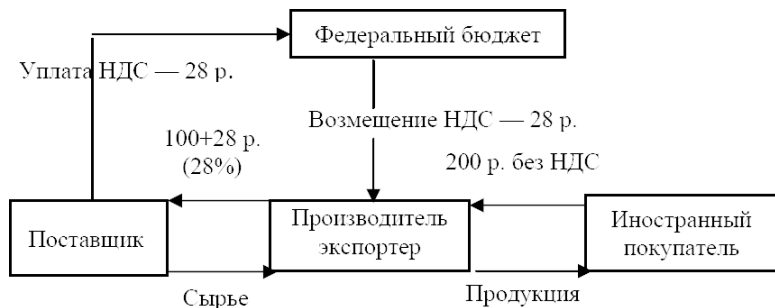 Федеральный бюджет
Уплата НДС — 28 р.
Возмещение НДС — 28 р.
100+28 р.
(28%)
200 р. без НДС
Поставщик
Производитель
экспортер
Иностранный
покупатель
Сырье
Продукция